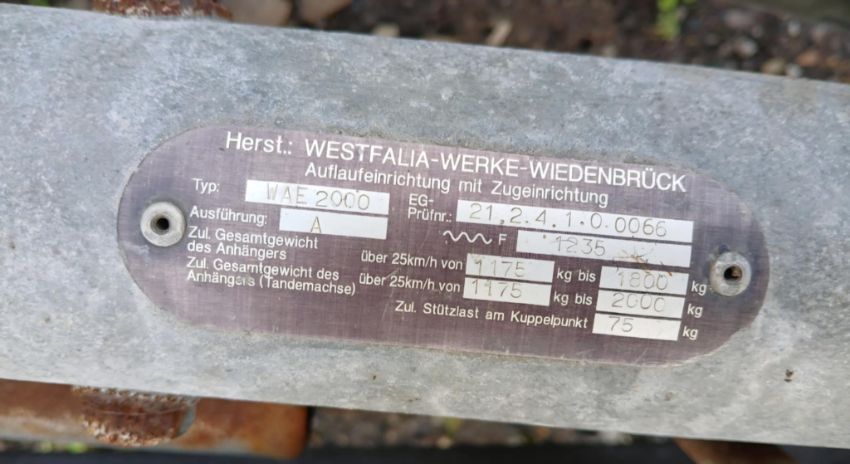 Herst.: WESTFALIA-WERKE-WIEDENBRÜCK
Auflaufeinrichtung mit Zugeinrichtung
Typ: WAE 2000 EG-Prüfnr.: 21.2.4.1.0.0066
Ausführung: A F 1235
Zul. Gesamtgewicht des Anhängers über 25km/h von 1175 kg bis 1800 kg
Zul. Gesamtgewicht des Anhängers (Tandemachse) über 25km/h von 1175 kg bis 2000 kg
Zul. Stützlast am Kuppelpunkt 75 kg